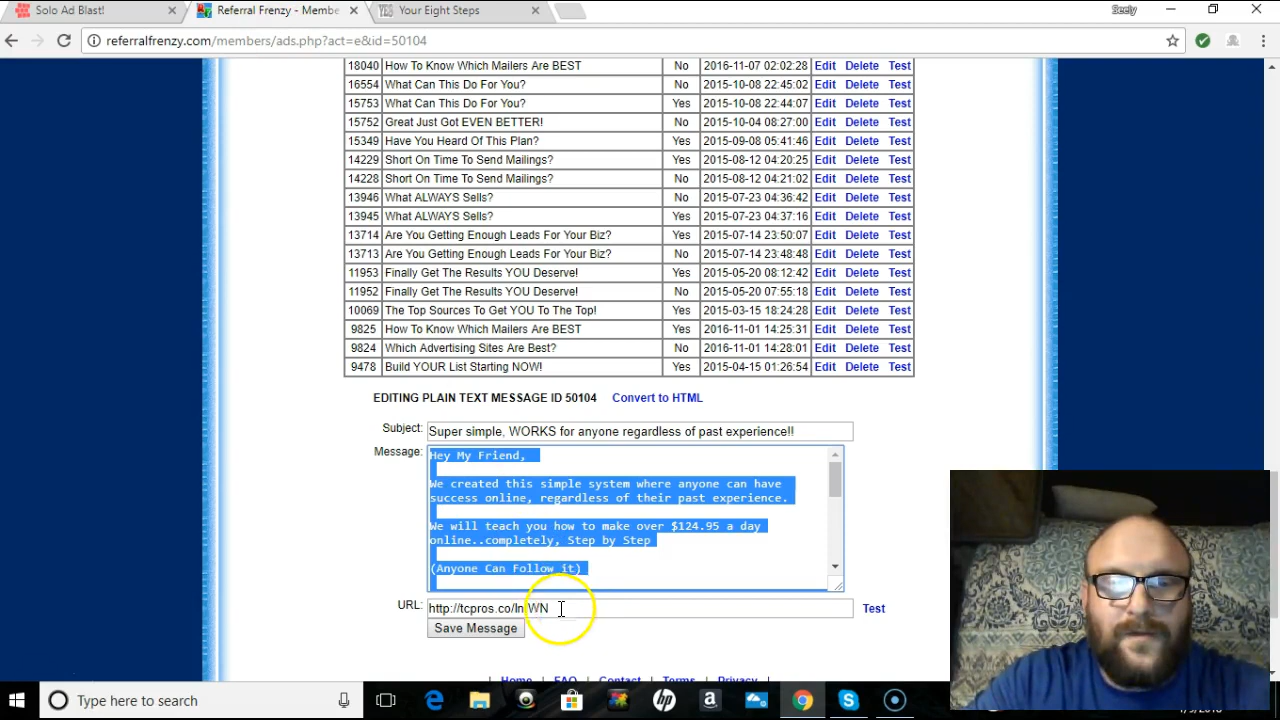 Solo Ad Blast!
Referral Frenzy - Membe
Your Eight Steps
Seely
referralfrenzy.com/members/ads.php?act=e&id=50104
18040 How To Know Which Mailers Are BEST No 2016-11-07 02:02:28 Edit Delete Test
16554 What Can This Do For You? No 2015-10-08 22:45:02 Edit Delete Test
15753 What Can This Do For You? Yes 2015-10-08 22:44:07 Edit Delete Test
15752 Great Just Got EVEN BETTER! No 2015-10-04 08:27:00 Edit Delete Test
15349 Have You Heard Of This Plan? Yes 2015-09-08 05:41:46 Edit Delete Test
14229 Short On Time To Send Mailings? Yes 2015-08-12 04:20:25 Edit Delete Test
14228 Short On Time To Send Mailings? No 2015-08-12 04:21:02 Edit Delete Test
13946 What ALWAYS Sells? No 2015-07-23 04:36:42 Edit Delete Test
13945 What ALWAYS Sells? Yes 2015-07-23 04:37:16 Edit Delete Test
13714 Are You Getting Enough Leads For Your Biz? Yes 2015-07-14 23:50:07 Edit Delete Test
13713 Are You Getting Enough Leads For Your Biz? No 2015-07-14 23:48:48 Edit Delete Test
11953 Finally Get The Results YOU Deserve! Yes 2015-05-20 08:12:42 Edit Delete Test
11952 Finally Get The Results YOU Deserve! No 2015-05-20 07:55:18 Edit Delete Test
10069 The Top Sources To Get YOU To The Top! Yes 2015-03-15 18:24:28 Edit Delete Test
9825 How To Know Which Mailers Are BEST Yes 2016-11-01 14:25:31 Edit Delete Test
9824 Which Advertising Sites Are Best? No 2016-11-01 14:28:01 Edit Delete Test
9478 Build YOUR List Starting NOW! Yes 2015-04-15 01:26:54 Edit Delete Test
EDITING PLAIN TEXT MESSAGE ID 50104 Convert to HTML
Subject: Super simple, WORKS for anyone regardless of past experience!!
Message: Hey My Friend,
We created this simple system where anyone can have
success online, regardless of their past experience.
We will teach you how to make over $124.95 a day
online..completely, Step by Step
(Anyone Can Follow it)
URL: Test
Save Message
Home FAQ Contact Terms Privacy
Type here to search